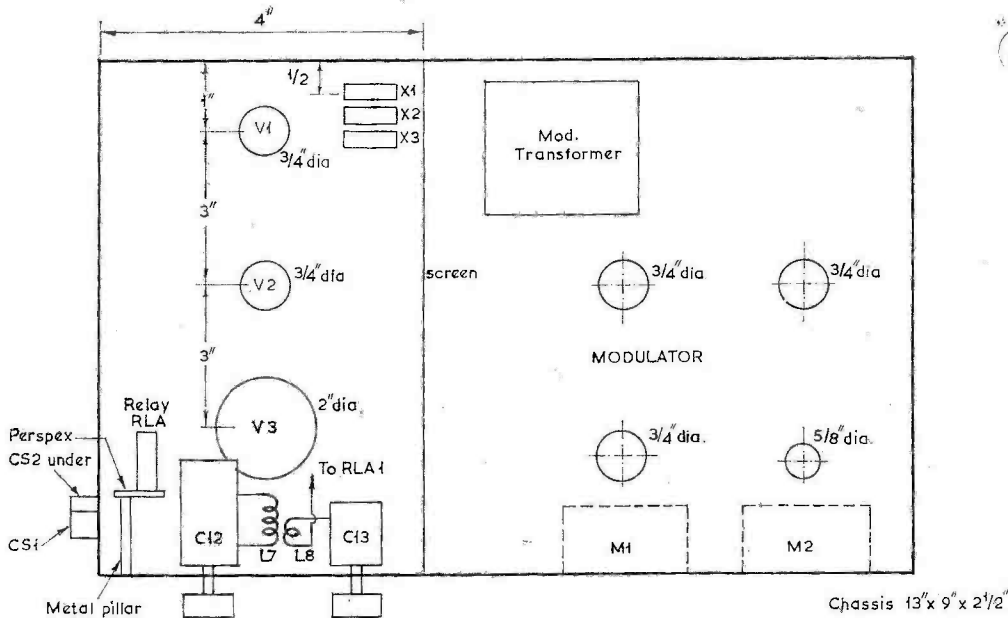 4"
1/2
1"
X1
X2
X3
V1
3/4" dia
Mod.
Transformer
3"
V2
3/4" dia
screen
3/4" dia
3/4" dia
3"
MODULATOR
Relay
RLA
V3
2" dia.
3/4" dia.
5/8" dia.
Perspex
CS2 under
To RLA1
CS1
C12
L7
L8
C13
M1
M2
Metal pillar
Chassis 13" x 9" x 2 1/2"